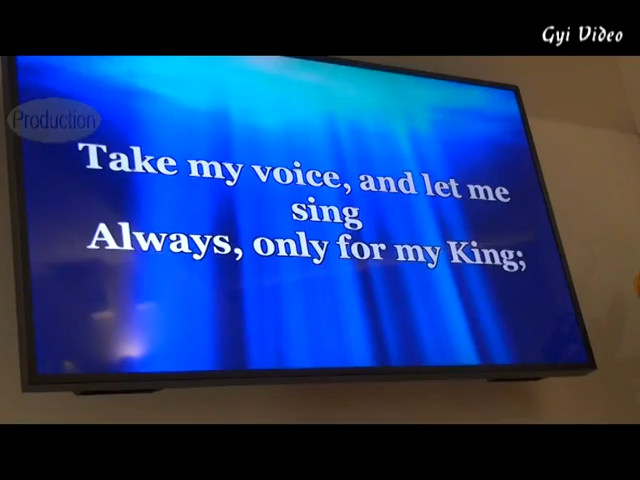 Gyi Video
Production
Take my voice, and let me
sing
Always, only for my King;